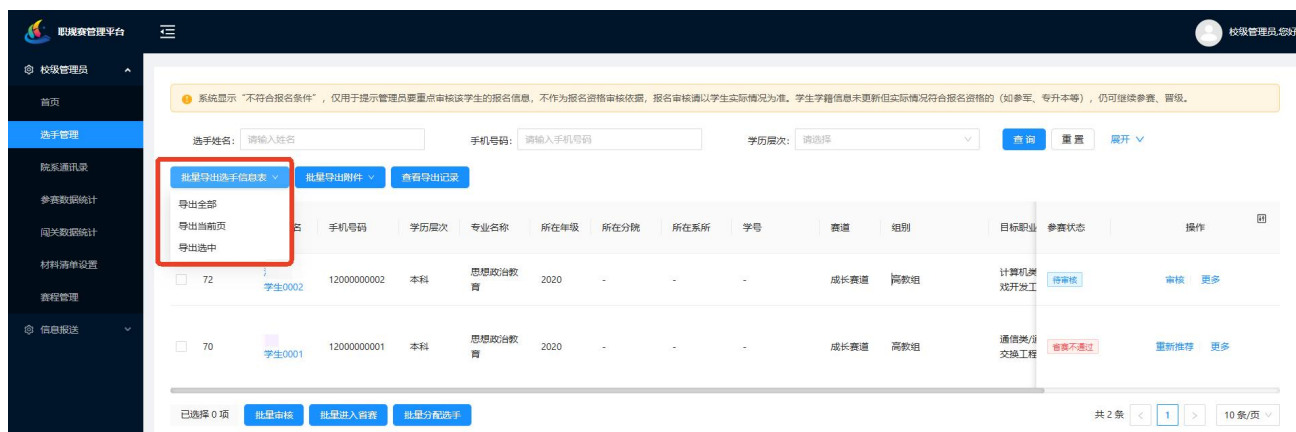 职规赛管理平台
校级管理员,您好
校级管理员
首页
选手管理
院系通讯录
参赛数据统计
闯关数据统计
材料清单设置
赛程管理
信息报送
系统显示“不符合报名条件”，仅用于提示管理员要重点审核该学生的报名信息，不作为报名资格审核依据，报名审核请以学生实际情况为准。学生学籍信息未更新但实际情况符合报名资格的（如参军、专升本等），仍可继续参赛、晋级。
选手姓名: 请输入姓名 手机号码: 请输入手机号码 学历层次: 请选择 查 询 重 置 展开
批量导出选手信息表 批量导出附件 查看导出记录
导出全部
导出当前页
导出选中
名 手机号码 学历层次 专业名称 所在年级 所在分院 所在系所 学号 赛道 组别 目标职业 参赛状态 操作
72 学生0002 12000000002 本科 思想政治教育 2020 - - - 成长赛道 高教组 计算机类 戏开发工 待审核 审核 更多
70 学生0001 12000000001 本科 思想政治教育 2020 - - - 成长赛道 高教组 通信类/ 交换工程 省赛不通过 重新推荐 更多
已选择 0 项 批量审核 批量进入省赛 批量分配选手 共 2 条 < 1 > 10 条/页